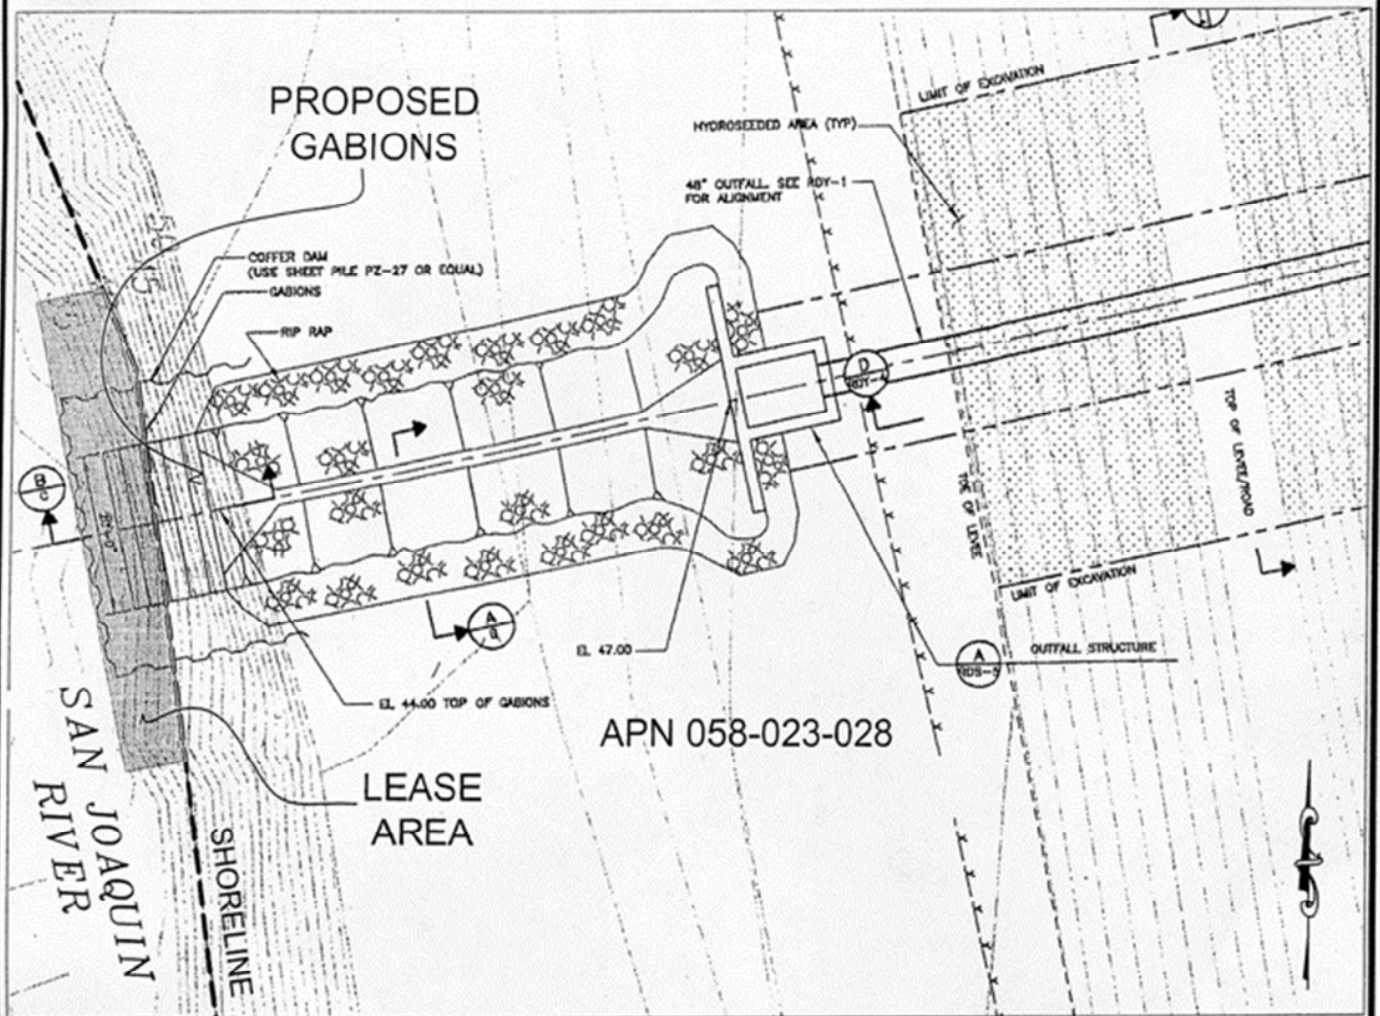 LIMIT OF EXCAVATION
PROPOSED
GABIONS
HYDROSEEDED AREA (TYP)
48" OUTFALL. SEE RDY-1
FOR ALIGNMENT
COFFER DAM
(USE SHEET PILE PZ-27 OR EQUAL)
GABIONS
RIP RAP
D
TOP OF LEVEE/ROAD
B
TOE OF LEVEE
LIMIT OF EXCAVATION
A
EL 47.00
A
RDS-5
OUTFALL STRUCTURE
EL 44.00 TOP OF GABIONS
APN 058-023-028
LEASE
AREA
SAN JOAQUIN
RIVER
SHORELINE